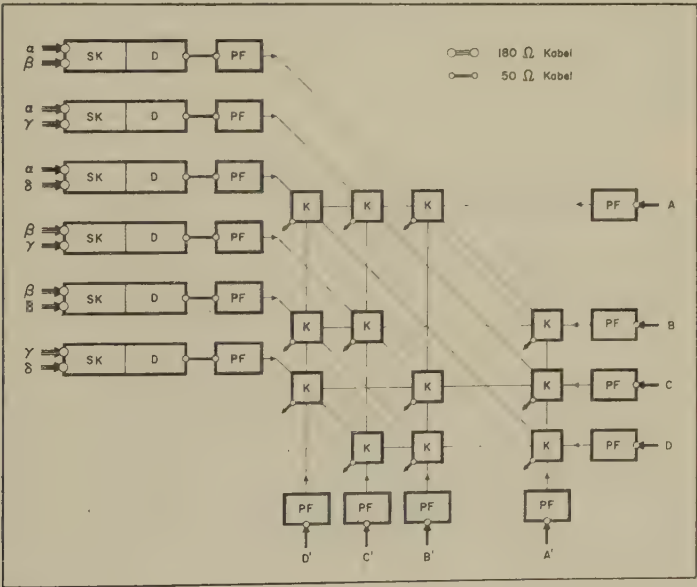 α
β
SK D PF
180 Ω Kabel
50 Ω Kabel
α
γ
SK D PF
α
δ
SK D PF
K K K PF A
β
γ
SK D PF
β
B
SK D PF
K K K PF B
γ
δ
SK D PF
K K K PF C
K K K PF D
PF PF PF PF
D' C' B' A'